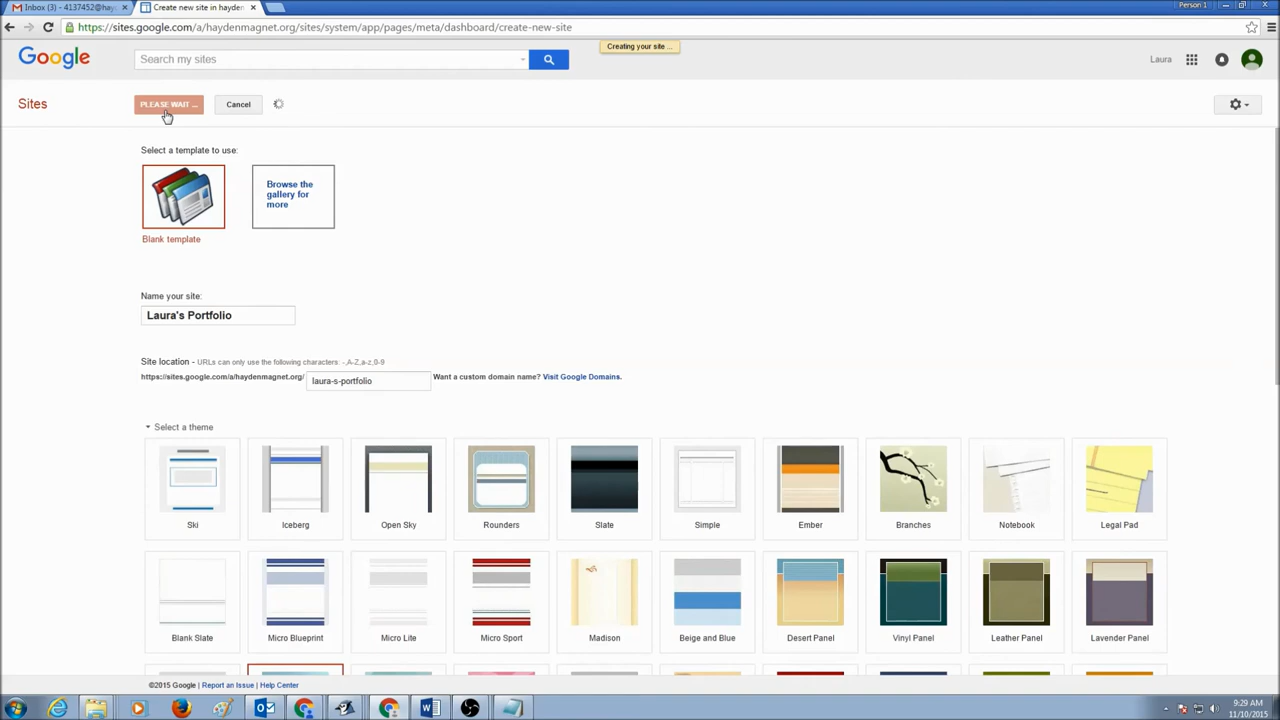 Inbox (3) - 4137452@hay
Create new site in hayden
Person 1
https://sites.google.com/a/haydenmagnet.org/sites/system/app/pages/meta/dashboard/create-new-site
Creating your site ...
Google
Search my sites
Laura
Sites
PLEASE WAIT ...
Cancel
Select a template to use:
Browse the
gallery for
more
Blank template
Name your site:
Laura's Portfolio
Site location - URLs can only use the following characters: -,A-Z,a-z,0-9
https://sites.google.com/a/haydenmagnet.org/ laura-s-portfolio Want a custom domain name? Visit Google Domains.
Select a theme
Ski Iceberg Open Sky Rounders Slate Simple Ember Branches Notebook Legal Pad
Blank Slate Micro Blueprint Micro Lite Micro Sport Madison Beige and Blue Desert Panel Vinyl Panel Leather Panel Lavender Panel
©2015 Google | Report an Issue | Help Center
9:29 AM
11/10/2015